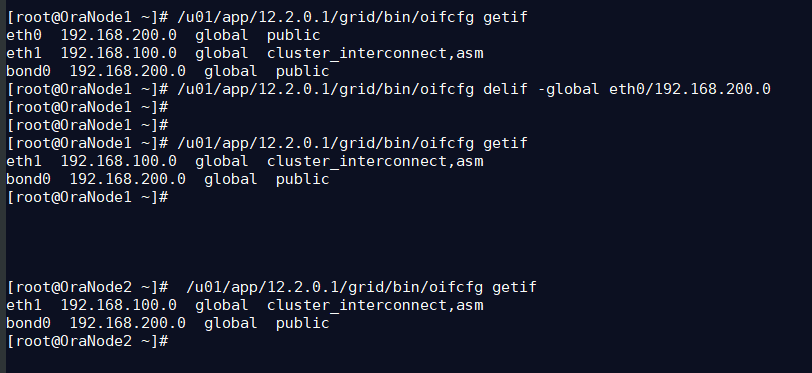 [root@OraNode1 ~]# /u01/app/12.2.0.1/grid/bin/oifcfg getif
eth0  192.168.200.0  global  public
eth1  192.168.100.0  global  cluster_interconnect,asm
bond0  192.168.200.0  global  public
[root@OraNode1 ~]# /u01/app/12.2.0.1/grid/bin/oifcfg delif -global eth0/192.168.200.0
[root@OraNode1 ~]#
[root@OraNode1 ~]#
[root@OraNode1 ~]# /u01/app/12.2.0.1/grid/bin/oifcfg getif
eth1  192.168.100.0  global  cluster_interconnect,asm
bond0  192.168.200.0  global  public
[root@OraNode1 ~]#
[root@OraNode2 ~]#  /u01/app/12.2.0.1/grid/bin/oifcfg getif
eth1  192.168.100.0  global  cluster_interconnect,asm
bond0  192.168.200.0  global  public
[root@OraNode2 ~]#